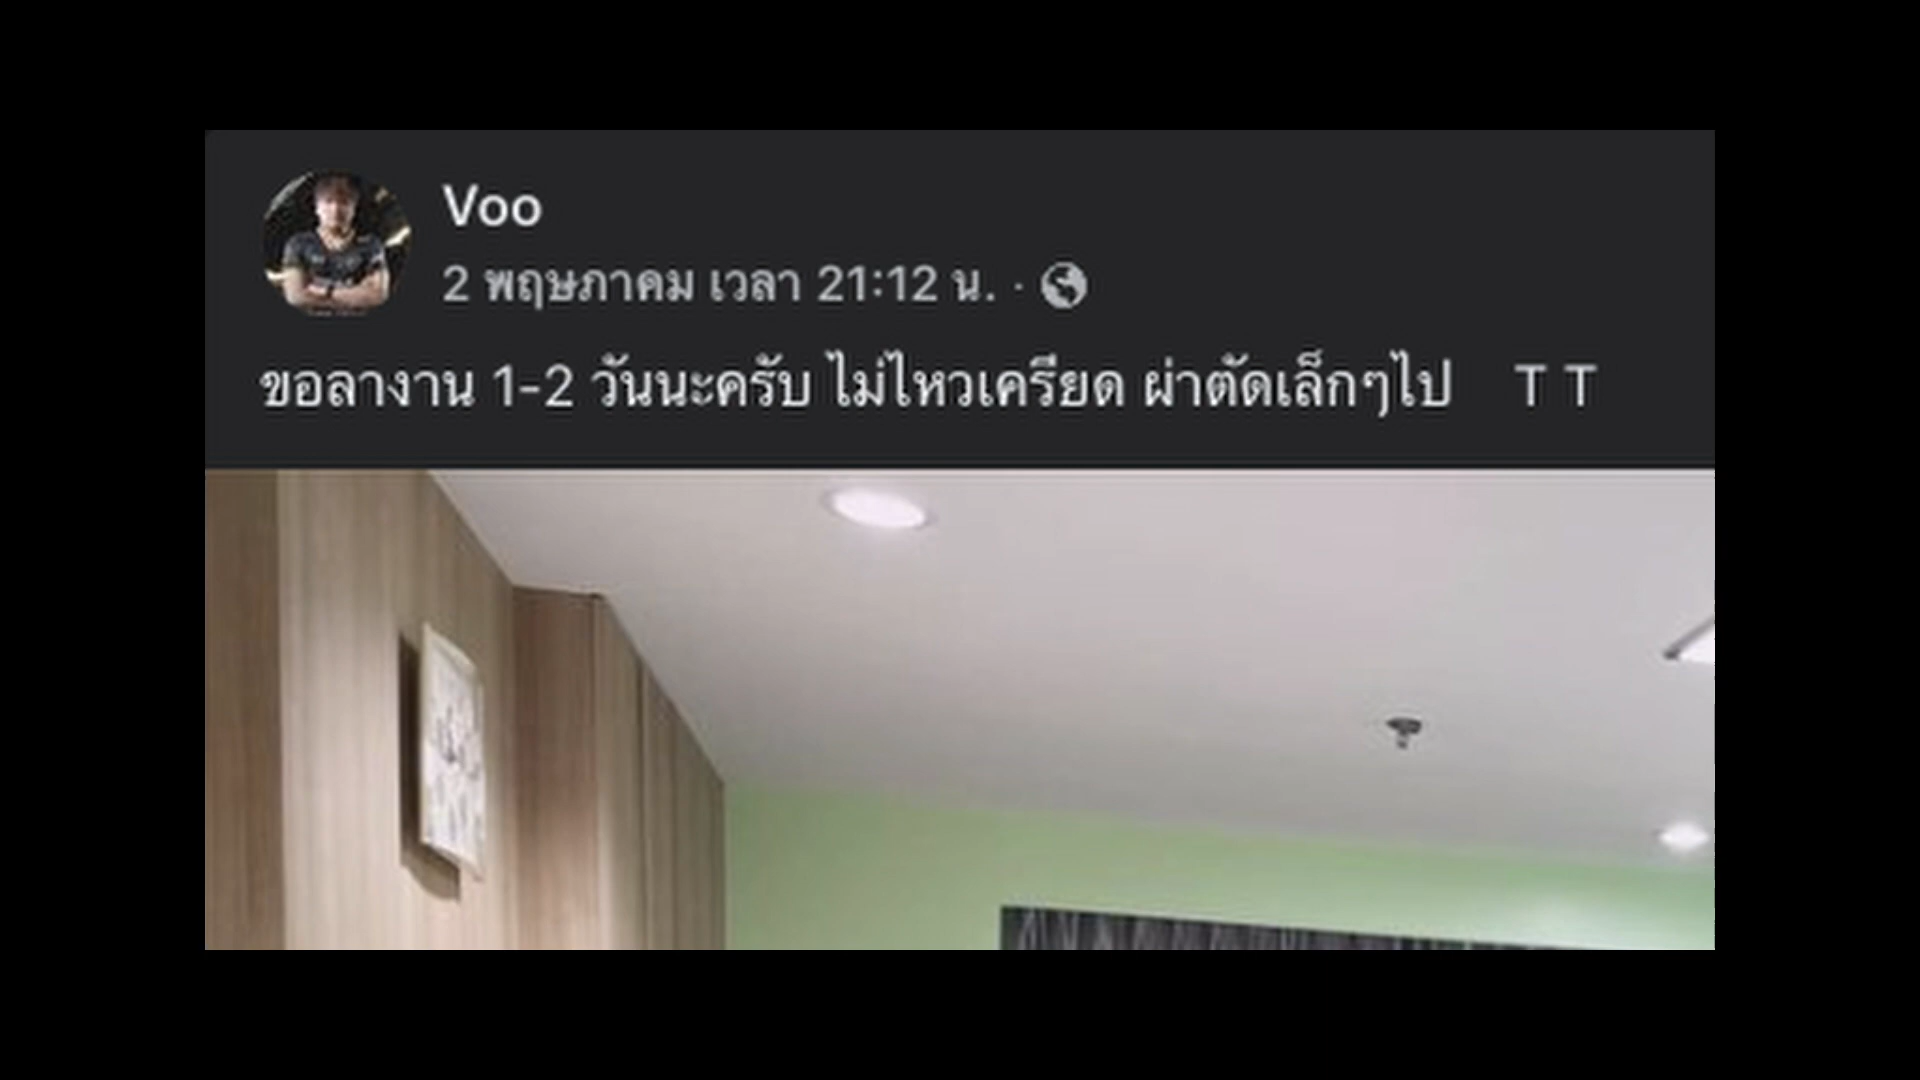 Voo
2 พฤษภาคม เวลา 21:12 น. ·
ขอลางาน 1-2 วันนะครับ ไม่ไหวเครียด ผ่าตัดเล็กๆไป T T